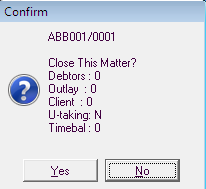 Confirm
ABB001/0001
Close This Matter?
Debtors : 0
Outlay : 0
Client : 0
U-taking: N
Timebal : 0
Yes
No